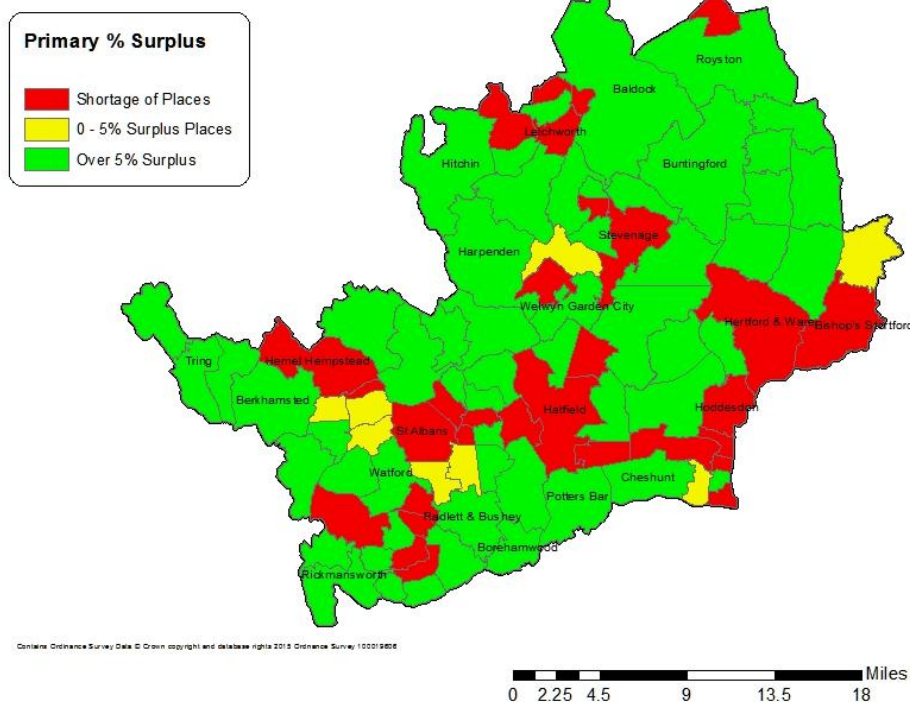 Primary % Surplus
Shortage of Places
0 - 5% Surplus Places
Over 5% Surplus
Royston
Baldock
Letchworth
Hitchin
Buntingford
Stevenage
Harpenden
Welwyn Garden City
Hertford & Ware
Bishop's Stortford
Hemel Hempstead
Tring
Berkhamsted
Hatfield
Hoddesdon
St Albans
Watford
Cheshunt
Potters Bar
Radlett & Bushey
Borehamwood
Rickmansworth
Contains Ordnance Survey Data © Crown copyright and database rights 2015 Ordnance Survey 100019606
Miles
0 2.25 4.5 9 13.5 18